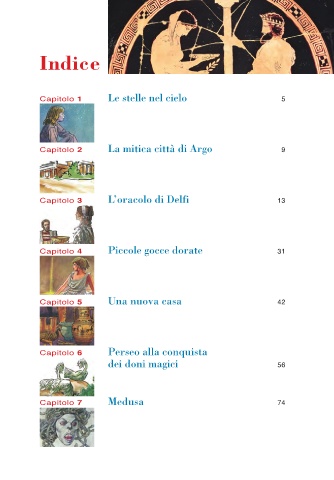 Indice
Capitolo 1 Le stelle nel cielo 5
Capitolo 2 La mitica città di Argo 9
Capitolo 3 L'oracolo di Delfi 13
Capitolo 4 Piccole gocce dorate 31
Capitolo 5 Una nuova casa 42
Capitolo 6 Perseo alla conquista
dei doni magici 56
Capitolo 7 Medusa 74